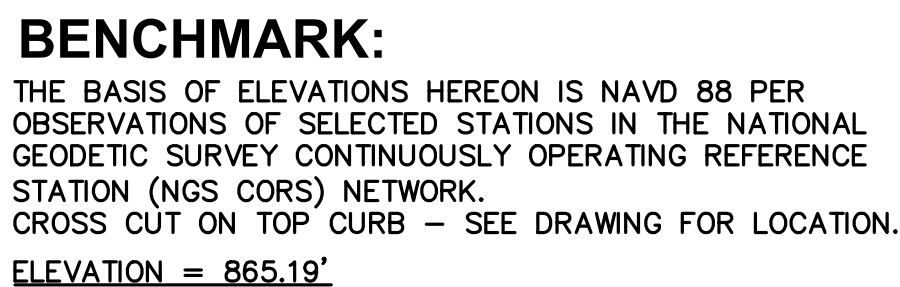 BENCHMARK:
THE BASIS OF ELEVATIONS HEREON IS NAVD 88 PER
OBSERVATIONS OF SELECTED STATIONS IN THE NATIONAL
GEODETIC SURVEY CONTINUOUSLY OPERATING REFERENCE
STATION (NGS CORS) NETWORK.
CROSS CUT ON TOP CURB – SEE DRAWING FOR LOCATION.
ELEVATION = 865.19'